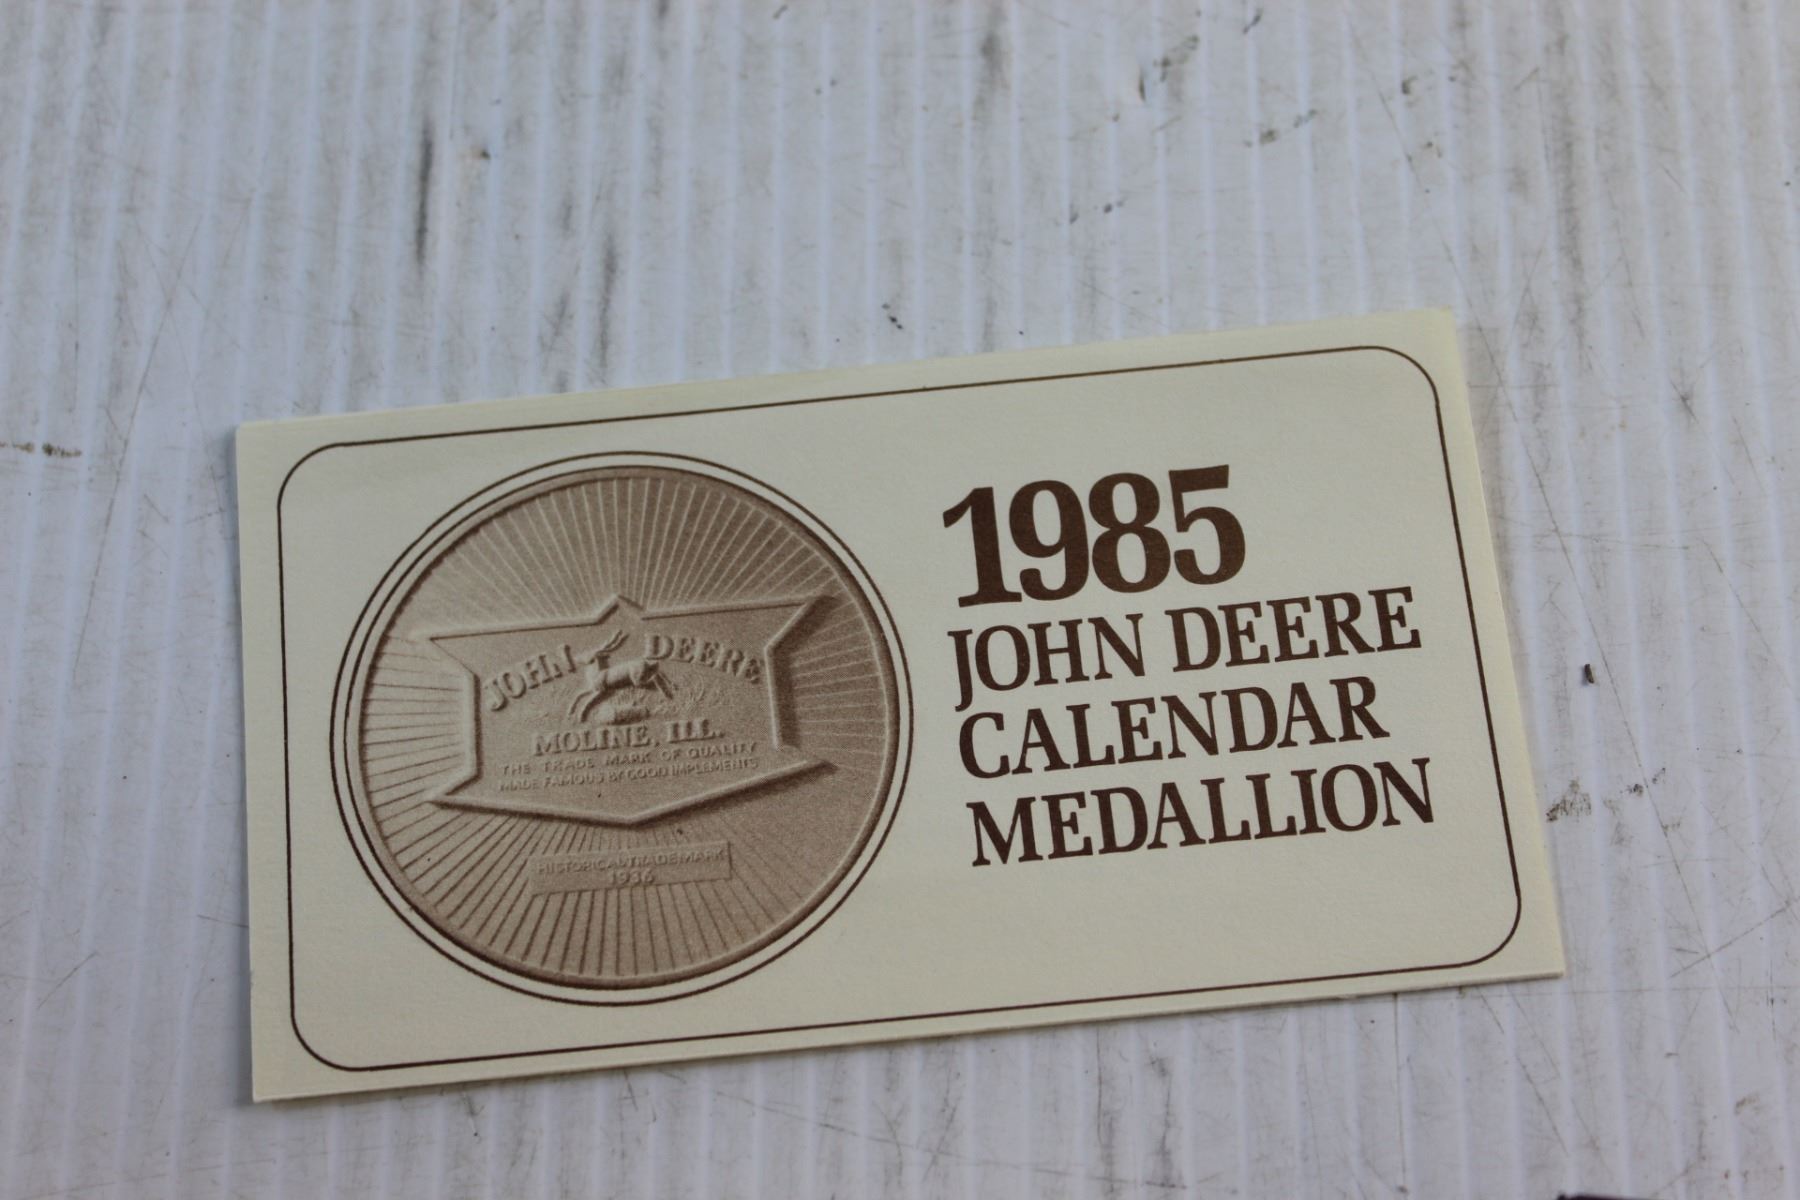 JOHN DEERE
MOLINE, ILL.
THE TRADE MARK OF QUALITY
MADE FAMOUS BY GOOD IMPLEMENTS
HISTORICAL TRADEMARK
1936
1985
JOHN DEERE
CALENDAR
MEDALLION